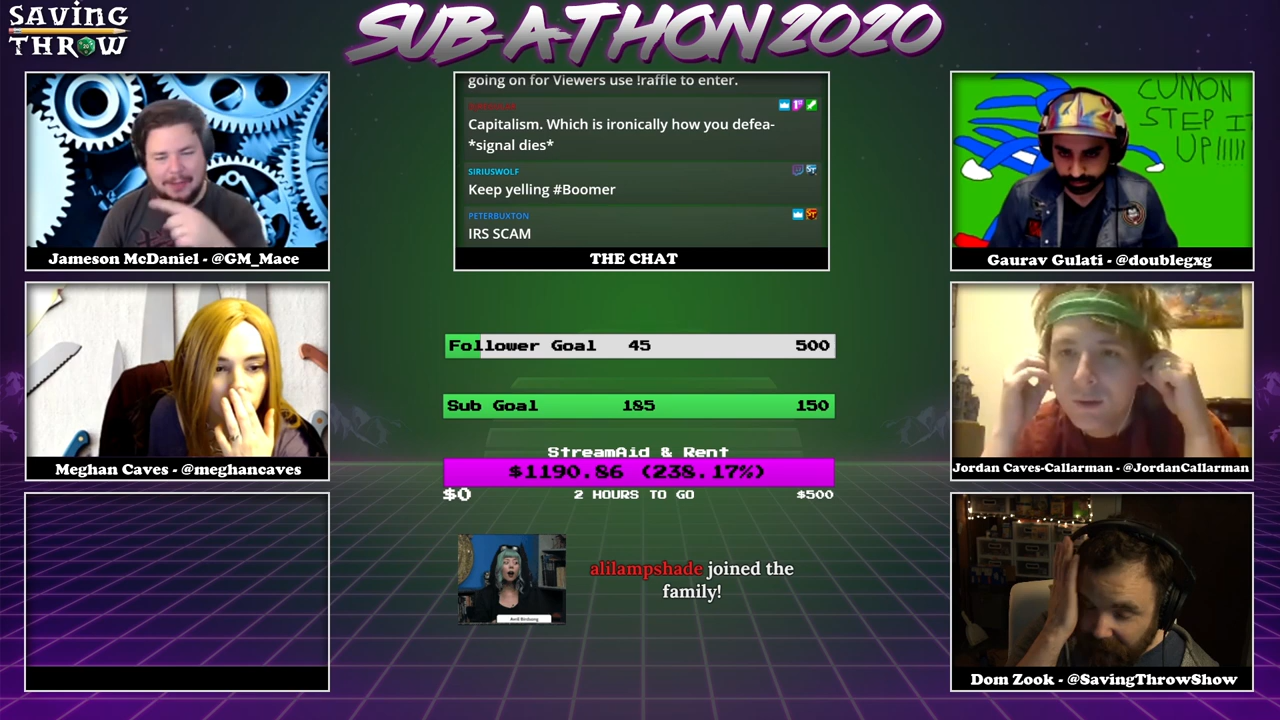 SAVING
THROW
SUB-A-THON 2020
going on for Viewers use !raffle to enter.
Capitalism. Which is ironically how you defea-
*signal dies*
SIRIUSWOLF
Keep yelling #Boomer
PETERBUXTON
IRS SCAM
THE CHAT
CUMON
STEP IT
UP!!!!!
Jameson McDaniel - @GM_Mace
Gaurav Gulati - @doublegxg
Follower Goal 45 500
Sub Goal 185 150
StreamAid & Rent
$1190.86 (238.17%)
$0 2 HOURS TO GO $500
Meghan Caves - @meghancaves
Jordan Caves-Callarman - @JordanCallarman
alilampshade joined the
family!
Dom Zook - @SavingThrowShow